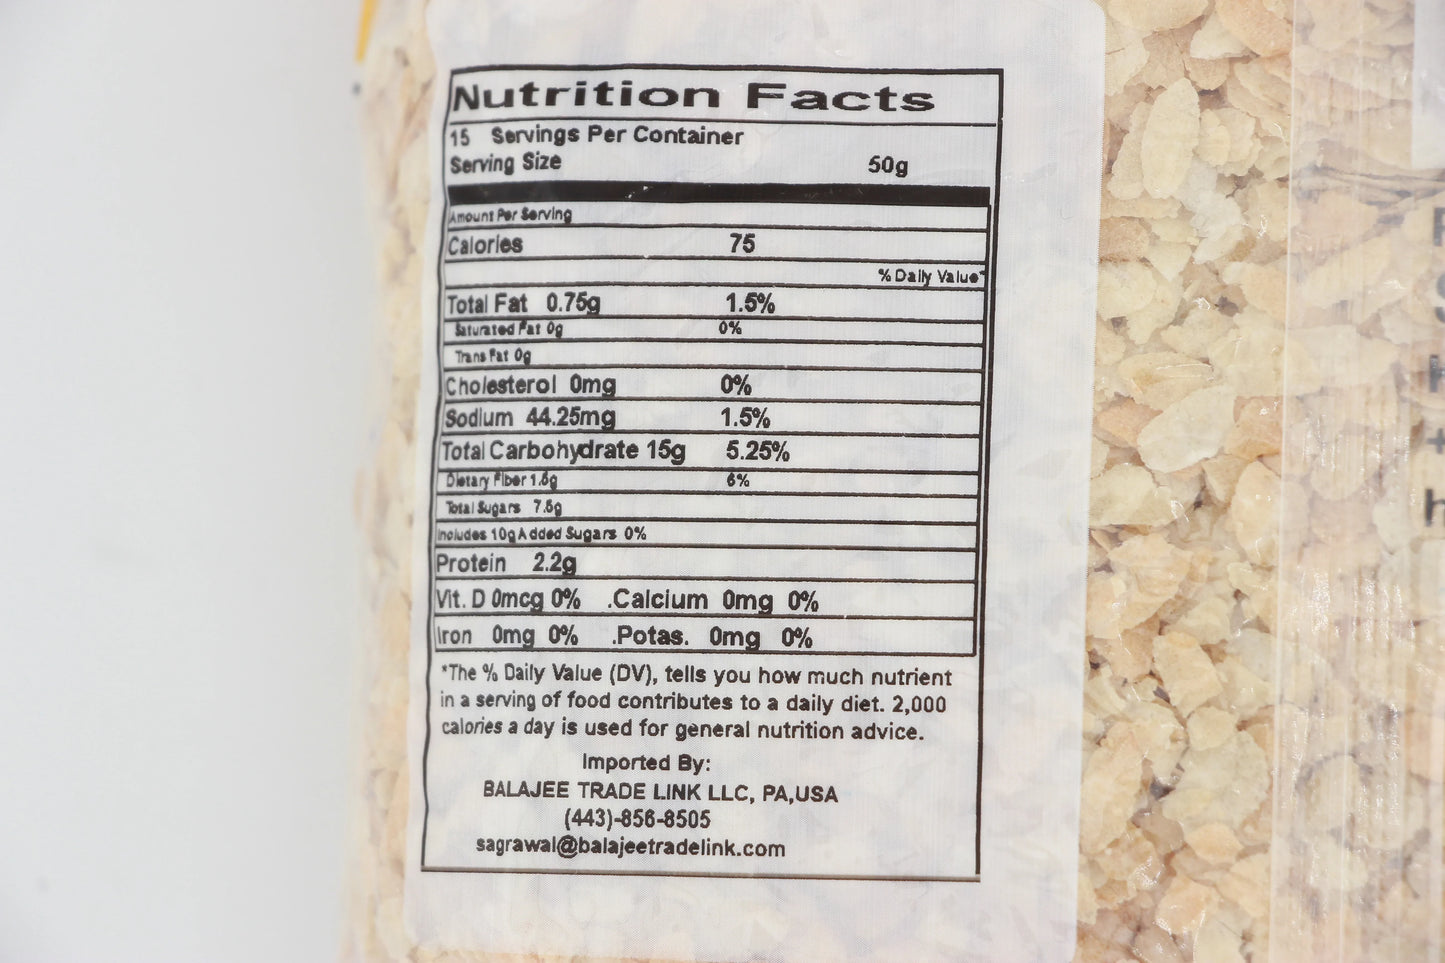 Nutrition Facts
15 Servings Per Container
Serving Size 50g
Amount Per Serving
Calories 75
% Daily Value*
Total Fat 0.75g 1.5%
Saturated Fat 0g 0%
Trans Fat 0g
Cholesterol 0mg 0%
Sodium 44.25mg 1.5%
Total Carbohydrate 15g 5.25%
Dietary Fiber 6%
Total Sugars
Includes 10g Added Sugars 0%
Protein 2.2g
Vit. D 0mcg 0% .Calcium 0mg 0%
Iron 0mg 0% .Potas. 0mg 0%
*The % Daily Value (DV), tells you how much nutrient
in a serving of food contributes to a daily diet. 2,000
calories a day is used for general nutrition advice.
Imported By:
BALAJEE TRADE LINK LLC, PA,USA
(443)-856-8505
sagrawal@balajeetradelink.com